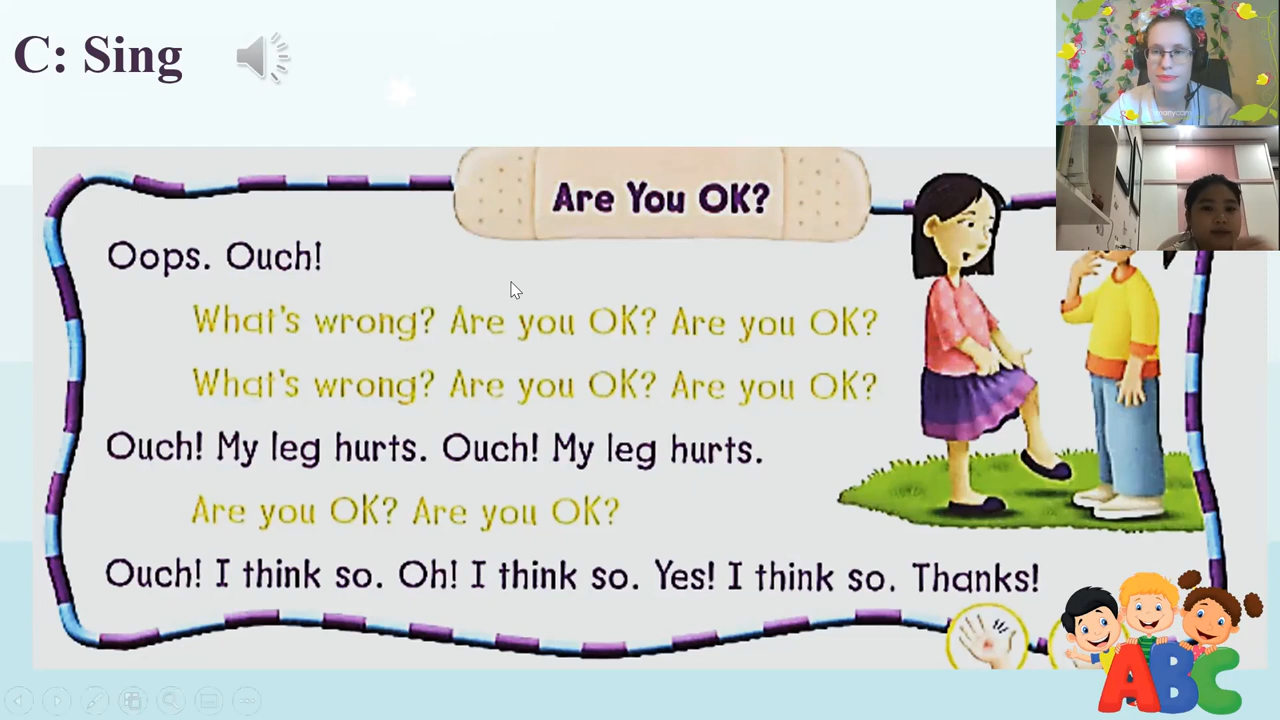 C: Sing
Are You OK?
Oops. Ouch!
What's wrong? Are you OK? Are you OK?
What's wrong? Are you OK? Are you OK?
Ouch! My leg hurts. Ouch! My leg hurts.
Are you OK? Are you OK?
Ouch! I think so. Oh! I think so. Yes! I think so. Thanks!
ABC